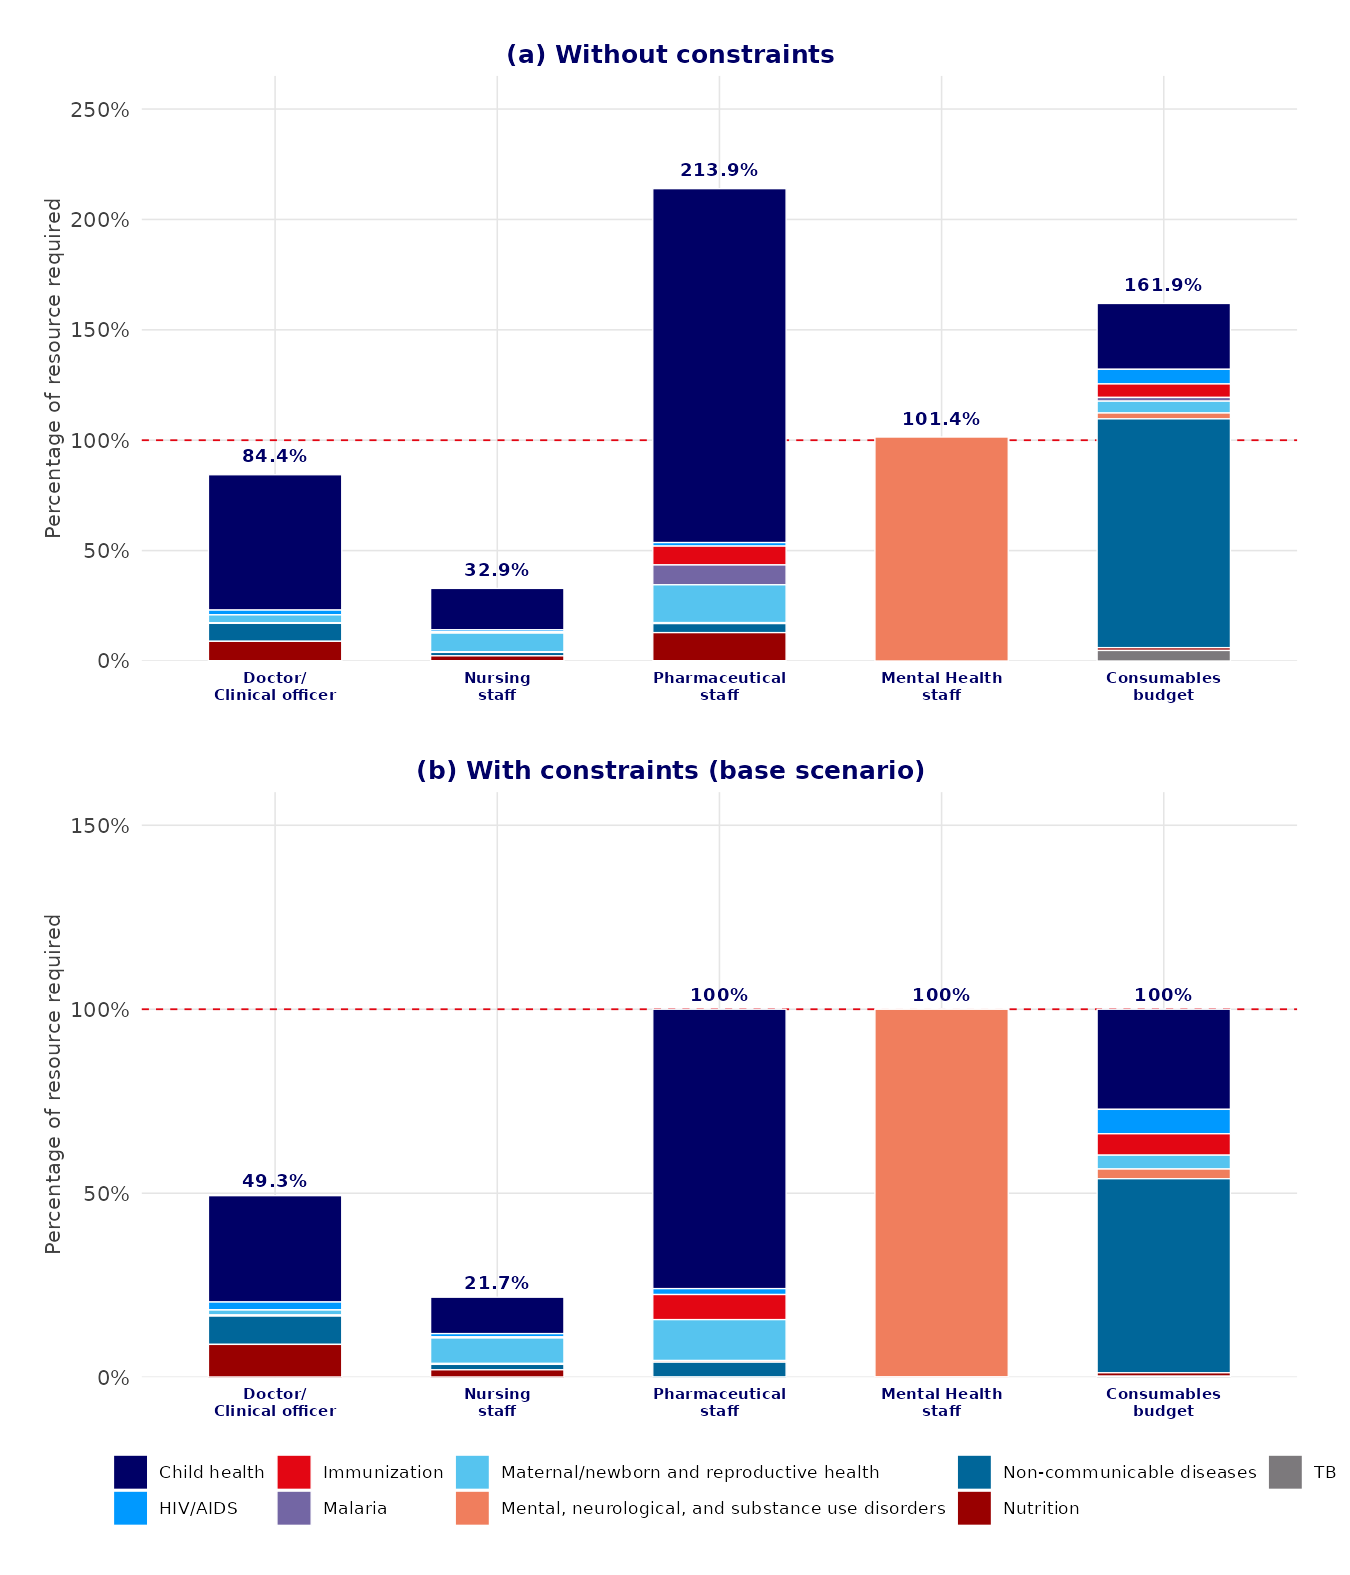 (a) Without constraints
Percentage of resource required
250%
200%
150%
100%
50%
0%
84.4%
32.9%
213.9%
101.4%
161.9%
Doctor/
Clinical officer
Nursing
staff
Pharmaceutical
staff
Mental Health
staff
Consumables
budget
(b) With constraints (base scenario)
Percentage of resource required
150%
100%
50%
0%
49.3%
21.7%
100%
100%
100%
Doctor/
Clinical officer
Nursing
staff
Pharmaceutical
staff
Mental Health
staff
Consumables
budget
Child health
HIV/AIDS
Immunization
Malaria
Maternal/newborn and reproductive health
Mental, neurological, and substance use disorders
Non-communicable diseases
Nutrition
TB